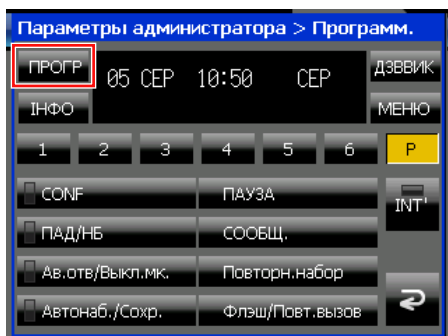 Параметры администратора > Программ.
ПРОГР 05 СЕР 10:50 СЕР ДЗВВИК
ІНФО МЕНЮ
1 2 3 4 5 6 P
CONF ПАУЗА INT'
ПАД/НБ СООБЩ.
Ав.отв/Выкл.мк. Повторн.набор
Автонаб./Сохр. Флэш/Повт.вызов